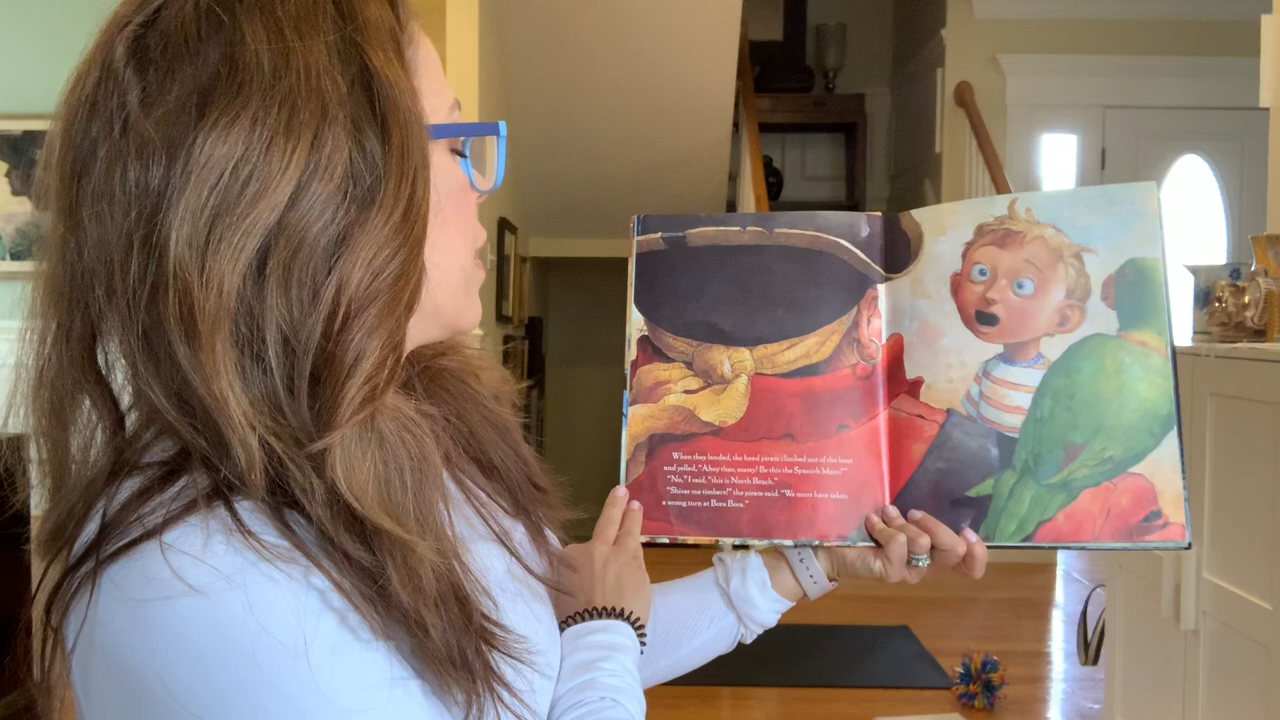 When they landed, the head pirate climbed out of the boat
and yelled, "Ahoy thar, matey! Be this the Spanish Main?"
"No," I said, "this is North Beach."
"Shiver me timbers!" the pirate said. "We must have taken
a wrong turn at Bora Bora."